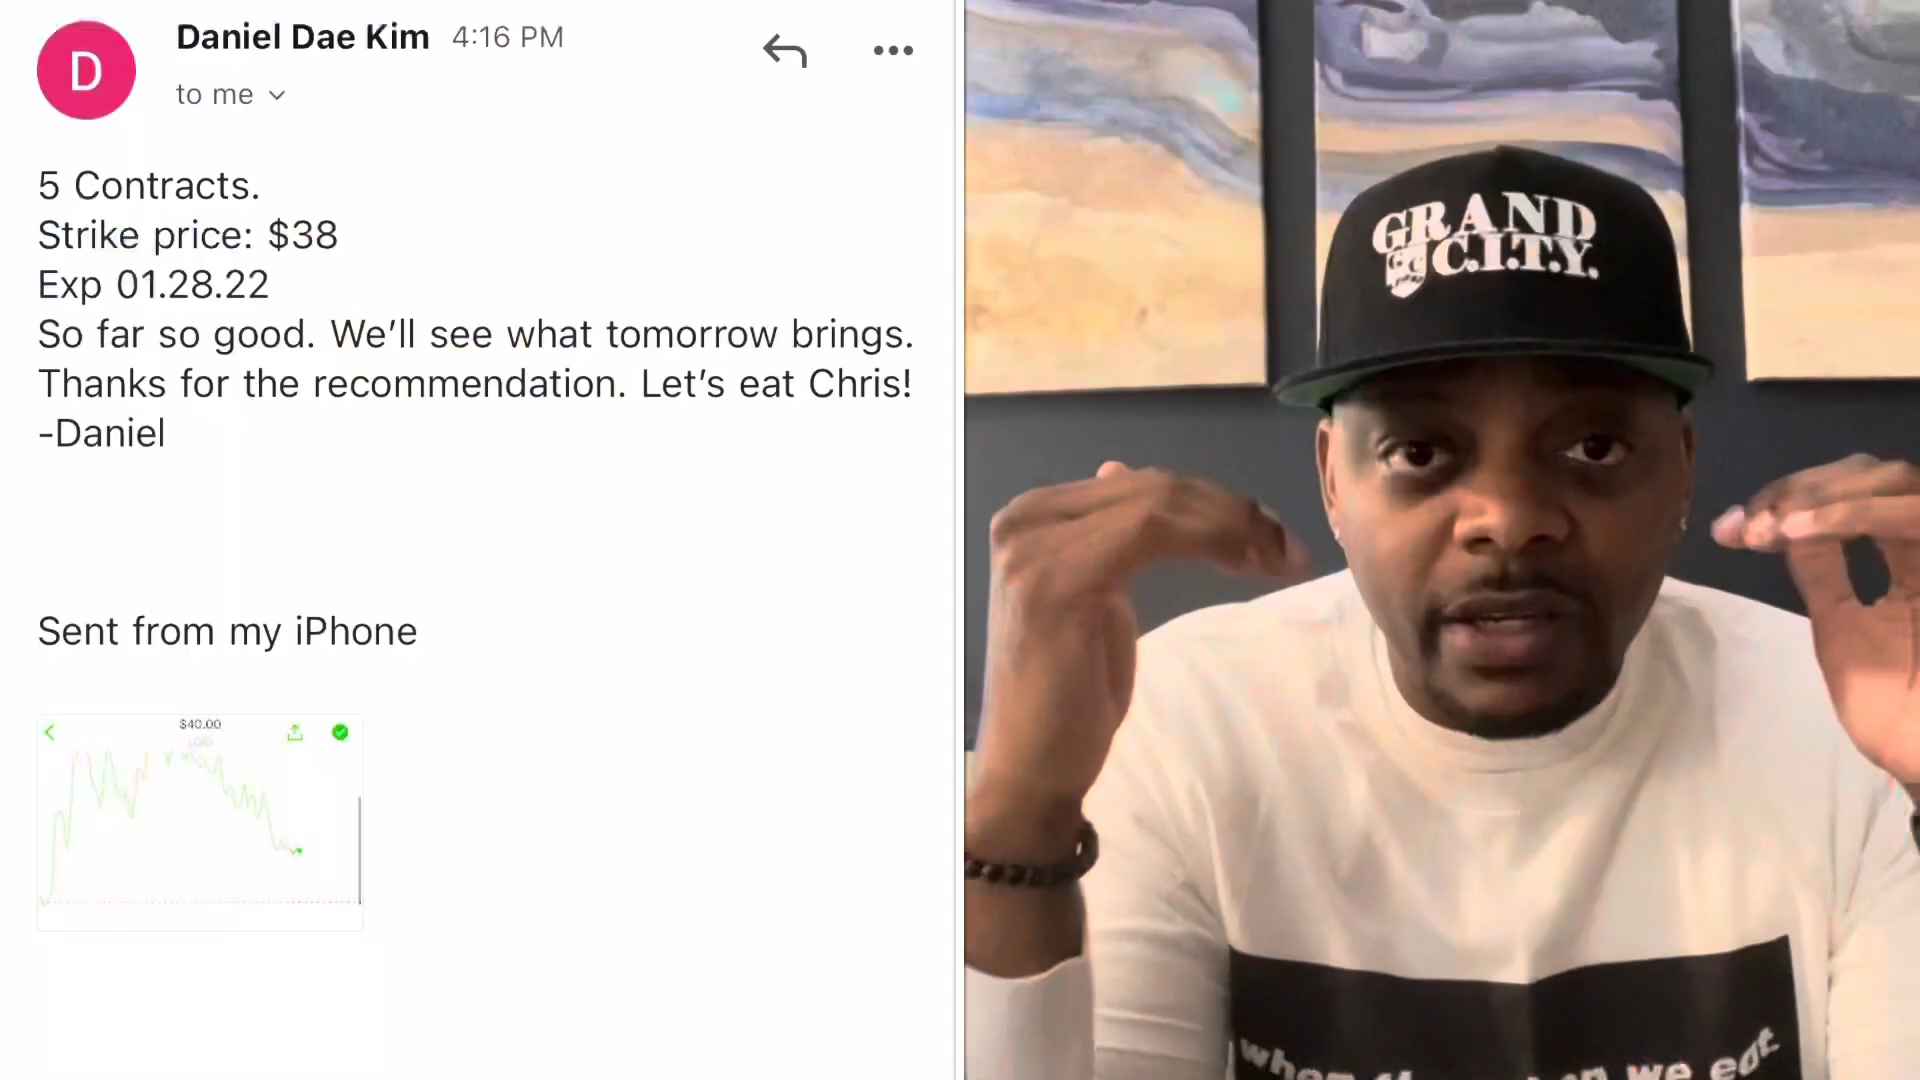 Daniel Dae Kim 4:16 PM
D
to me
5 Contracts.
Strike price: $38
Exp 01.28.22
So far so good. We'll see what tomorrow brings.
Thanks for the recommendation. Let's eat Chris!
-Daniel
Sent from my iPhone
$40.00
GRAND
C.I.T.Y.
we eat.